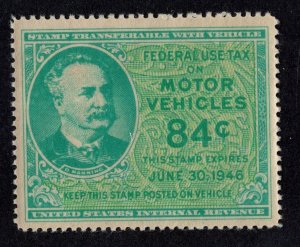 STAMP TRANSFERABLE WITH VEHICLE
FEDERAL USE TAX
ON
MOTOR
VEHICLES
84¢
THIS STAMP EXPIRES
JUNE 30, 1946
KEEP THIS STAMP POSTED ON VEHICLE
UNITED STATES INTERNAL REVENUE